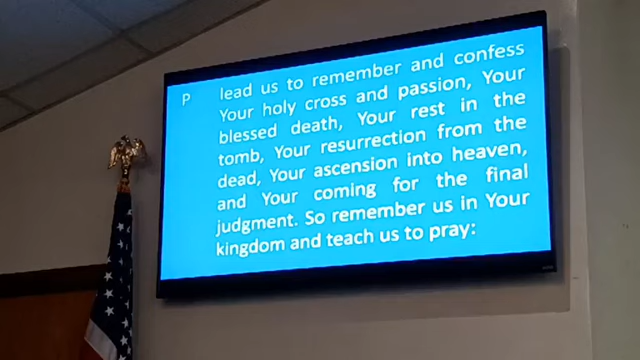 P lead us to remember and confess
Your holy cross and passion, Your
blessed death, Your rest in the
tomb, Your resurrection from the
dead, Your ascension into heaven,
and Your coming for the final
judgment. So remember us in Your
kingdom and teach us to pray: